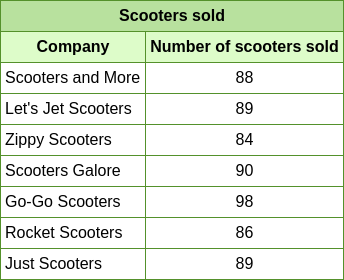 Scooters sold
Company Number of scooters sold
Scooters and More 88
Let's Jet Scooters 89
Zippy Scooters 84
Scooters Galore 90
Go-Go Scooters 98
Rocket Scooters 86
Just Scooters 89